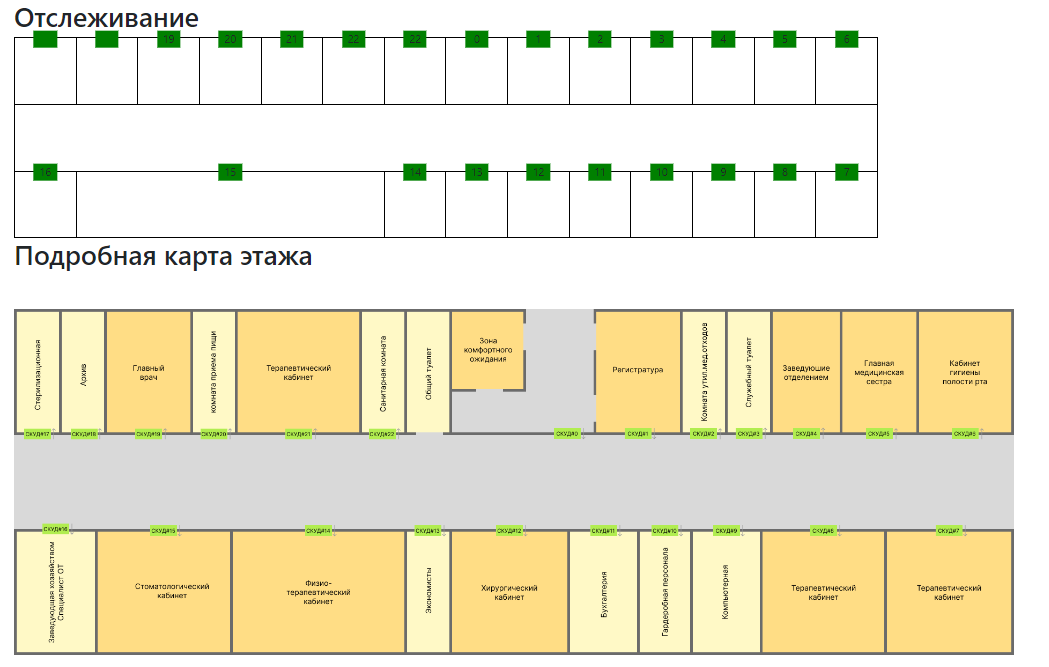 Отслеживание
19 20 21 22 22 0 1 2 3 4 5 6
16 15 14 13 12 11 10 9 8 7
Подробная карта этажа
Стерилизационная
Архив
Главный
врач
комната приема пищи
Терапевтический
кабинет
Санитарная комната
Общий туалет
Зона
комфортного
ожидания
Регистратура
Комната утил.мед.отходов
Служебный туалет
Заведуюшие
отделением
Главная
медицинская
сестра
Кабинет
гигиены
полости рта
СКУД#17 СКУД#18 СКУД#19 СКУД#20 СКУД#21 СКУД#22 СКУД#0 СКУД#1 СКУД#2 СКУД#3 СКУД#4 СКУД#5 СКУД#6
СКУД#16 СКУД#15 СКУД#14 СКУД#13 СКУД#12 СКУД#11 СКУД#10 СКУД#9 СКУД#8 СКУД#7
Заведующая хозяйством
Специалист ОТ
Стоматологический
кабинет
Физио-
терапевтический
кабинет
Экономисты
Хирургический
кабинет
Бухгалтерия
Гардеробная персонала
Компьютерная
Терапевтический
кабинет
Терапевтический
кабинет